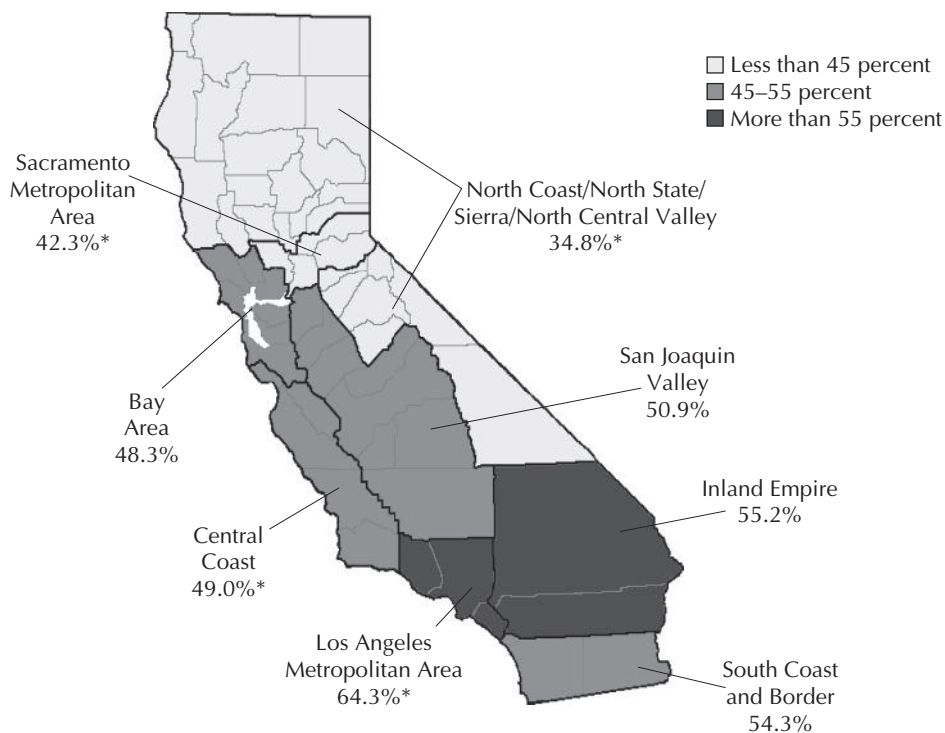 Less than 45 percent
45–55 percent
More than 55 percent
Sacramento
Metropolitan
Area
42.3%*
North Coast/North State/
Sierra/North Central Valley
34.8%*
San Joaquin
Valley
50.9%
Bay
Area
48.3%
Inland Empire
55.2%
Central
Coast
49.0%*
Los Angeles
Metropolitan Area
64.3%*
South Coast
and Border
54.3%